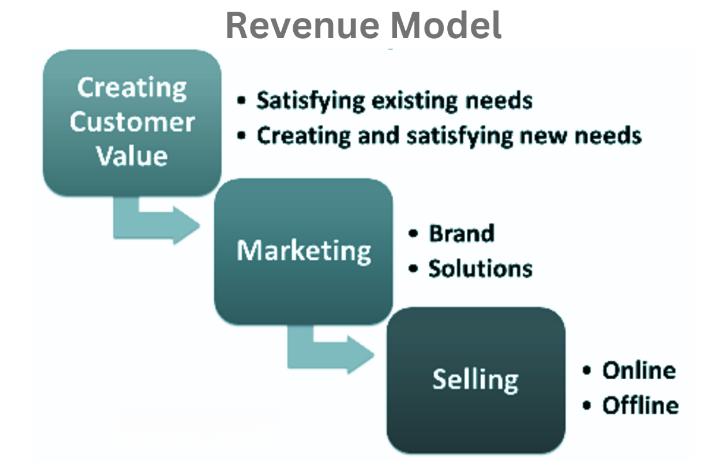 Revenue Model
Creating
Customer
Value
• Satisfying existing needs
• Creating and satisfying new needs
Marketing
• Brand
• Solutions
Selling
• Online
• Offline